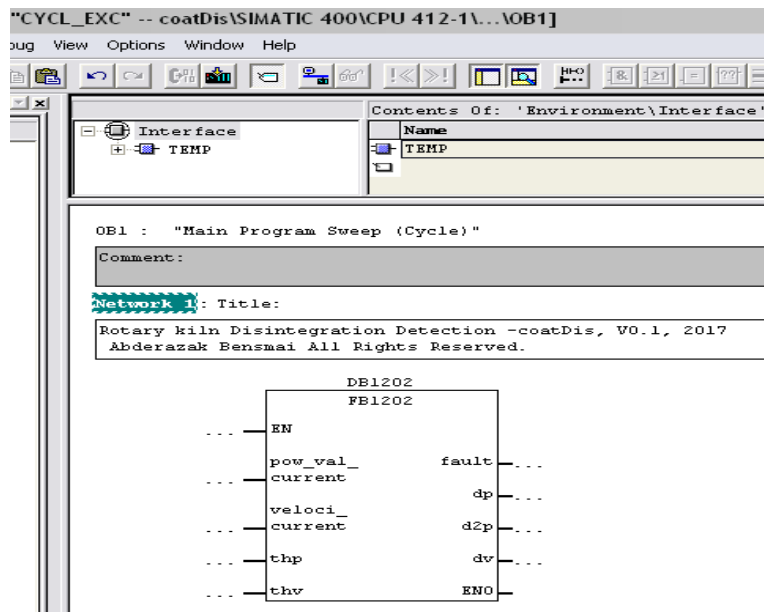 "CYCL_EXC" -- coatDis\SIMATIC 400\CPU 412-1\...\OB1]
bug View Options Window Help
Contents Of: 'Environment\Interface'
Interface
TEMP
Name
TEMP
OB1 : "Main Program Sweep (Cycle)"
Comment:
Network 1: Title:
Rotary kiln Disintegration Detection -coatDis, V0.1, 2017
Abderazak Bensmai All Rights Reserved.
DB1202
FB1202
... EN
pow_val_ fault ...
... current
dp ...
veloci_
... current d2p ...
... thp dv ...
... thv ENO